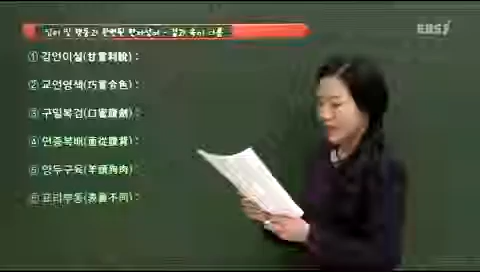 언어 및 행동과 관련된 한자성어 - 겉과 속이 다름
EBSi
① 감언이설(甘言利說) :
② 교언영색(巧言令色) :
③ 구밀복검(口蜜腹劍) :
④ 면종복배(面從腹背) :
⑤ 양두구육(羊頭狗肉) :
⑥ 표리부동(表裏不同) :